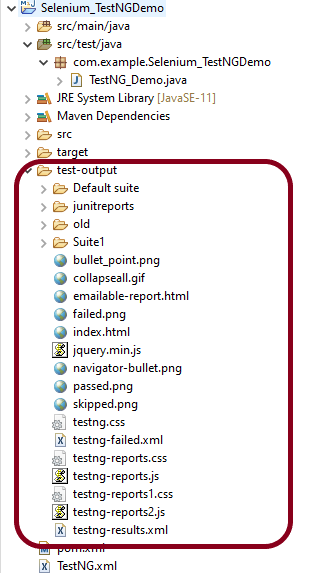 Selenium_TestNGDemo
src/main/java
src/test/java
com.example.Selenium_TestNGDemo
TestNG_Demo.java
JRE System Library [JavaSE-11]
Maven Dependencies
src
target
test-output
Default suite
junitreports
old
Suite1
bullet_point.png
collapseall.gif
emailable-report.html
failed.png
index.html
jquery.min.js
navigator-bullet.png
passed.png
skipped.png
testng.css
testng-failed.xml
testng-reports.css
testng-reports.js
testng-reports1.css
testng-reports2.js
testng-results.xml
pom.xml
TestNG.xml